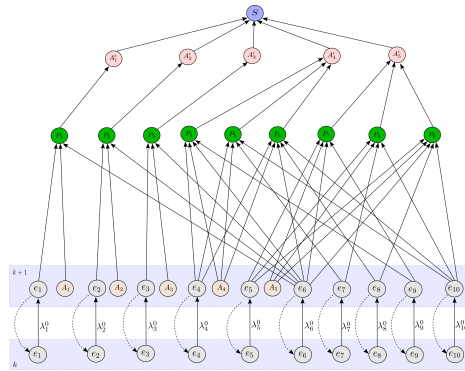 S
A'₁ A'₂ A'₃ A'₄ A'₅
P₁ P₂ P₃ P₄ P₅ P₆ P₇ P₈ P₉
k+1
e₁ A₁ e₂ A₂ e₃ A₃ e₄ A₄ e₅ A₅ e₆ e₇ e₈ e₉ e₁₀
λ⁰₁ λ⁰₂ λ⁰₃ λ⁰₄ λ⁰₅ λ⁰₆ λ⁰₇ λ⁰₈ λ⁰₉ λ⁰₁₀
e₁ e₂ e₃ e₄ e₅ e₆ e₇ e₈ e₉ e₁₀
k